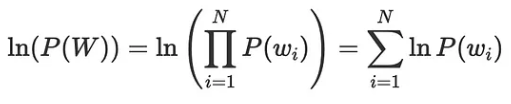 ln(P(W)) = ln(∏_{i=1}^{N} P(w_i)) = ∑_{i=1}^{N} ln P(w_i)